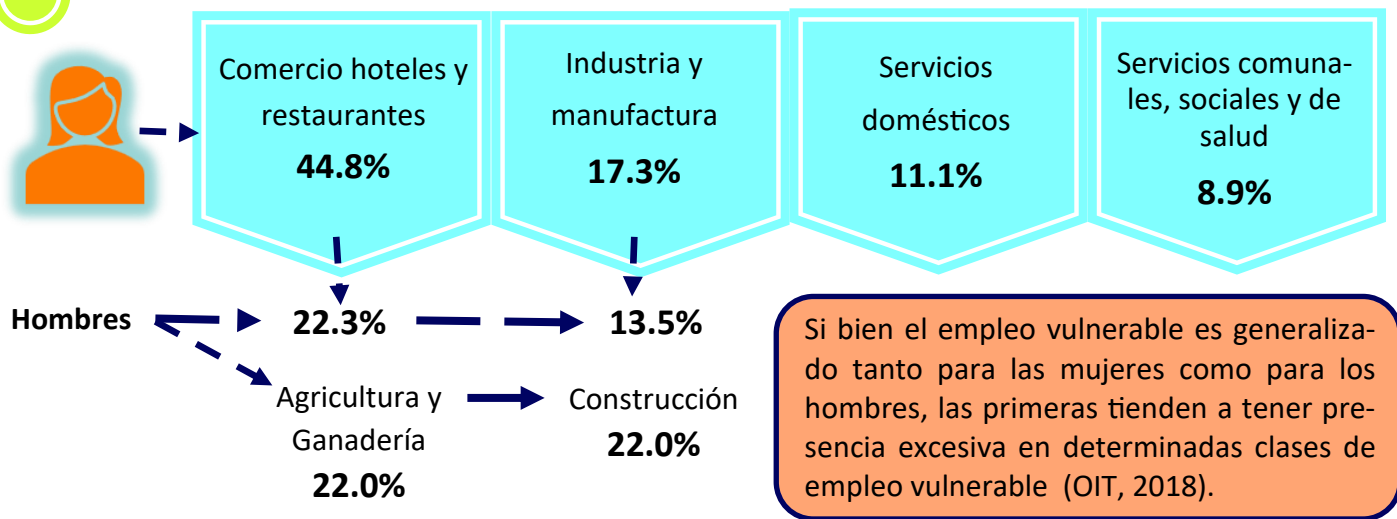 Comercio hoteles y
restaurantes
44.8%
Industria y
manufactura
17.3%
Servicios
domésticos
11.1%
Servicios comuna-
les, sociales y de
salud
8.9%
Hombres
22.3%
13.5%
Agricultura y
Ganadería
22.0%
Construcción
22.0%
Si bien el empleo vulnerable es generaliza-
do tanto para las mujeres como para los
hombres, las primeras tienden a tener pre-
sencia excesiva en determinadas clases de
empleo vulnerable (OIT, 2018).